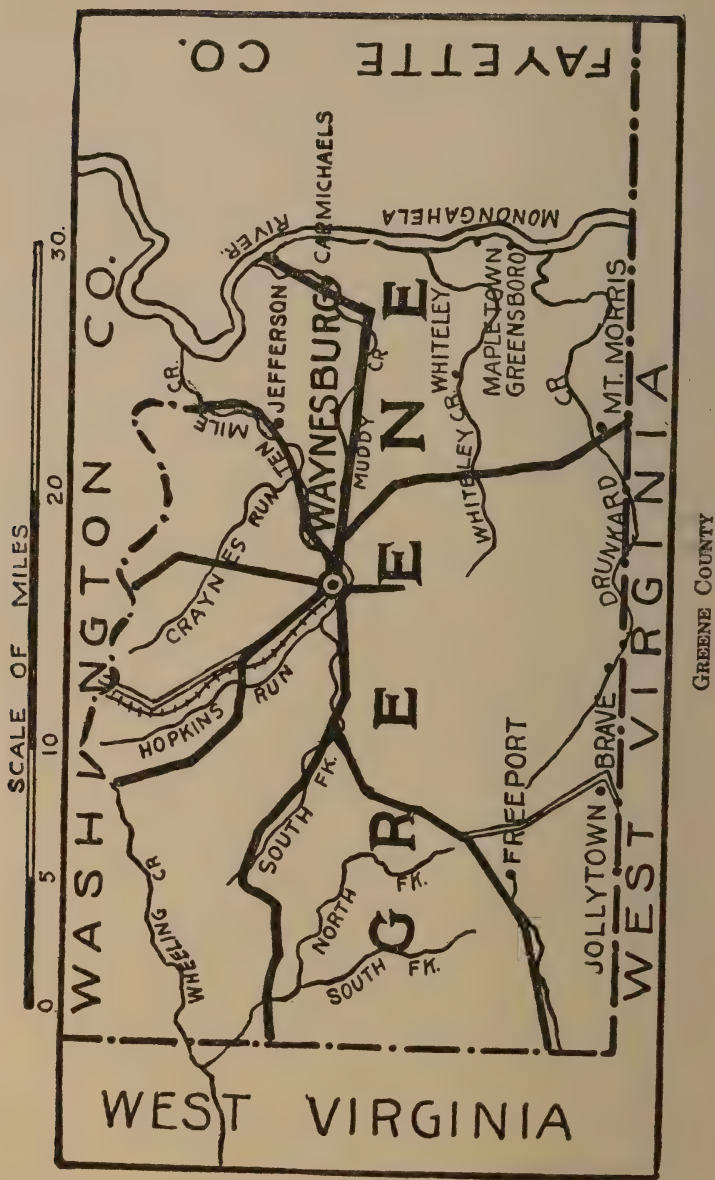 SCALE OF MILES
0 5 10 20 30.
WASHINGTON CO.
FAYETTE CO.
WEST VIRGINIA
WEST VIRGINIA
GREENE
WHEELING CR
HOPKINS RUN
CRAYNES RUN
TEN MILE CR.
JEFFERSON
RIVER.
CARMICHAELS
WAYNESBURG
MUDDY CR
SOUTH FK.
NORTH FK.
SOUTH FK.
WHITELEY
WHITELEY CR.
MAPLETOWN
GREENSBORO
MONONGAHELA
CR.
MT. MORRIS
DRUNKARD
FREEPORT
JOLLYTOWN
BRAVE
GREENE COUNTY